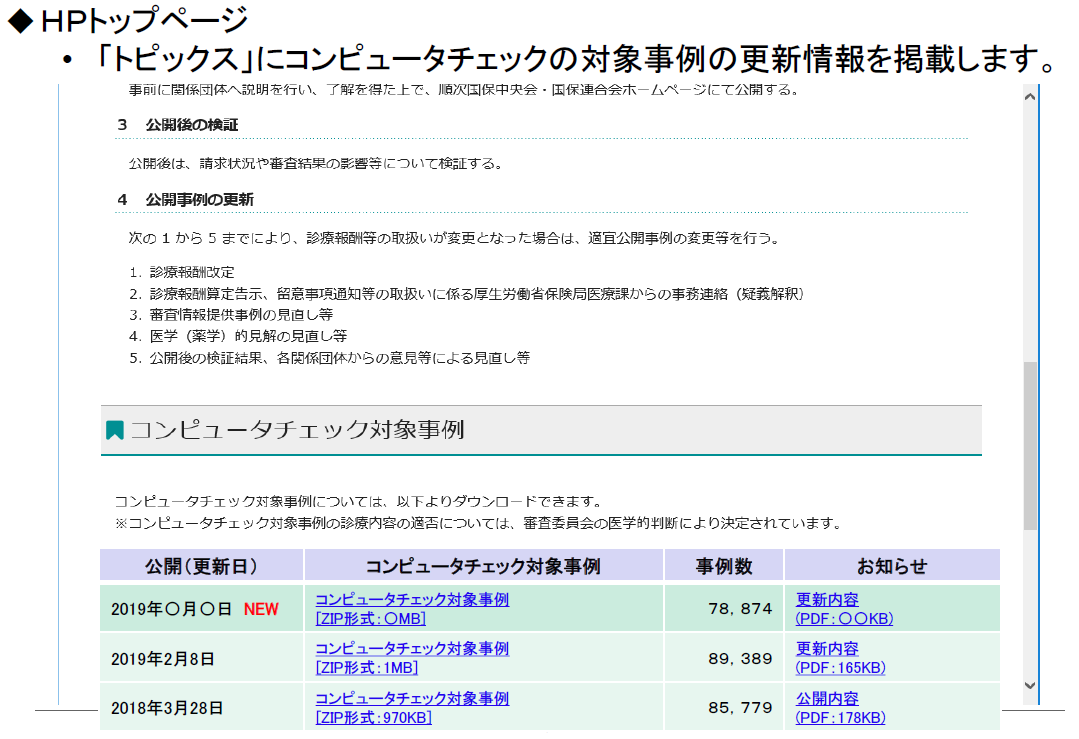 ◆ HPトップページ
・ 「トピックス」にコンピュータチェックの対象事例の更新情報を掲載します。
事前に関係団体へ説明を行い、了解を得た上で、順次国保中央会・国保連合会ホームページにて公開する。
3 公開後の検証
公開後は、請求状況や審査結果の影響等について検証する。
4 公開事例の更新
次の 1 から 5 までにより、診療報酬等の取扱いが変更となった場合は、適宜公開事例の変更等を行う。
1. 診療報酬改定
2. 診療報酬算定告示、留意事項通知等の取扱いに係る厚生労働省保険局医療課からの事務連絡（疑義解釈）
3. 審査情報提供事例の見直し等
4. 医学（薬学）的見解の見直し等
5. 公開後の検証結果、各関係団体からの意見等による見直し等
コンピュータチェック対象事例
コンピュータチェック対象事例については、以下よりダウンロードできます。
※コンピュータチェック対象事例の診療内容の適否については、審査委員会の医学的判断により決定されています。
公開（更新日） コンピュータチェック対象事例 事例数 お知らせ
2019年〇月〇日 NEW コンピュータチェック対象事例 78，874 更新内容
[ZIP形式：〇MB] (PDF：〇〇KB)
2019年2月8日 コンピュータチェック対象事例 89，389 更新内容
[ZIP形式：1MB] (PDF：165KB)
2018年3月28日 コンピュータチェック対象事例 85，779 公開内容
[ZIP形式：970KB] (PDF：178KB)